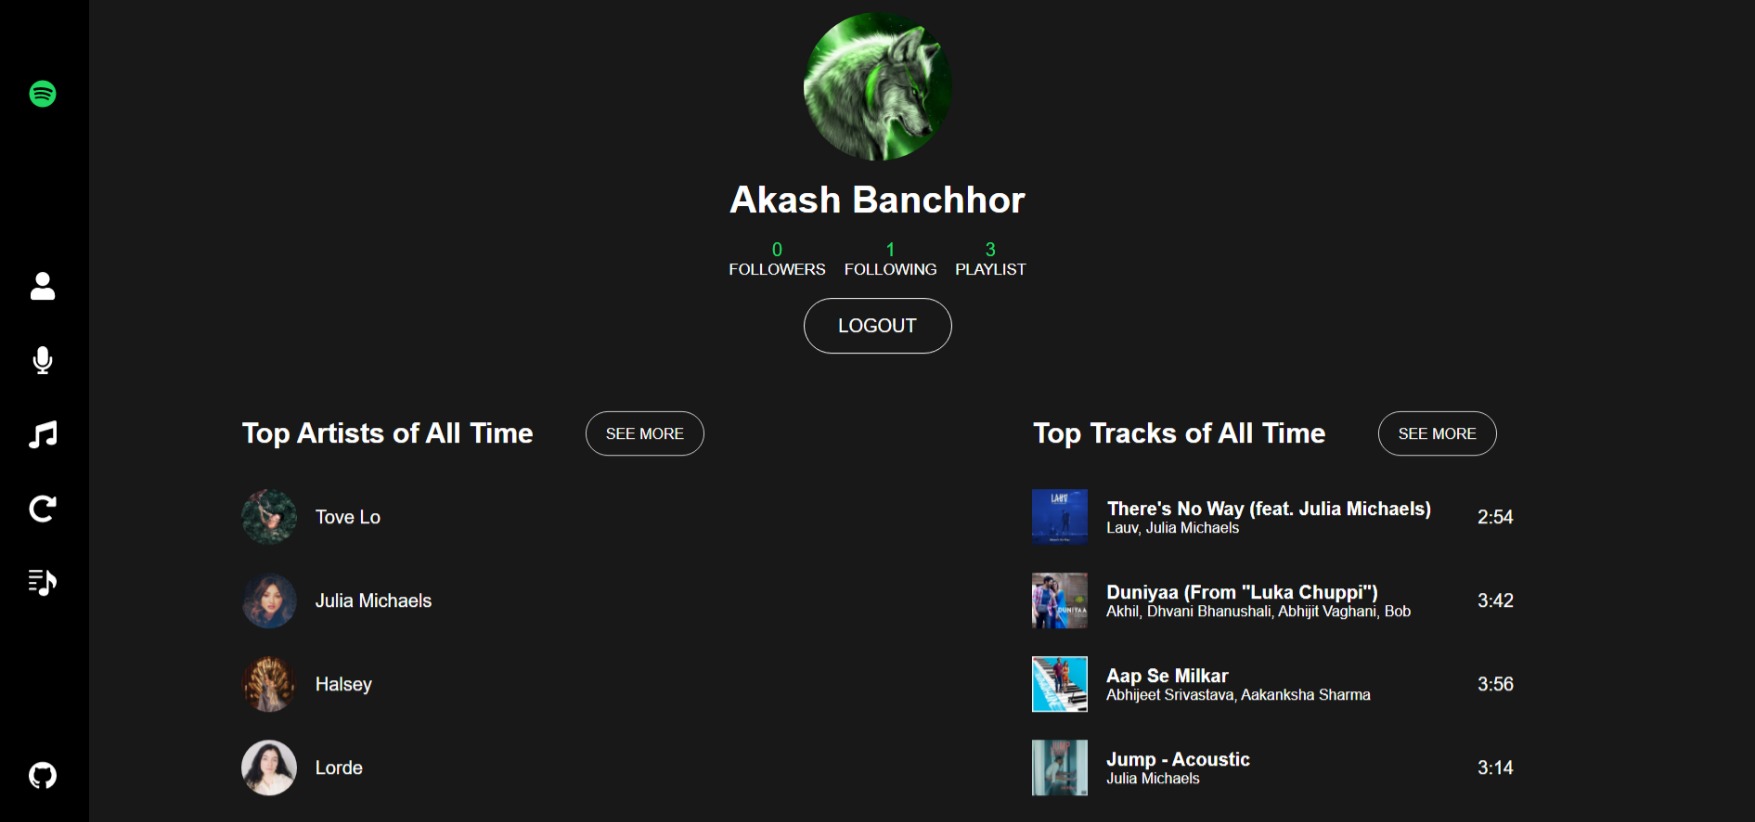 Akash Banchhor
0 1 3
FOLLOWERS FOLLOWING PLAYLIST
LOGOUT
Top Artists of All Time SEE MORE
Tove Lo
Julia Michaels
Halsey
Lorde
Top Tracks of All Time SEE MORE
LAUV
There's No Way (feat. Julia Michaels)
Lauv, Julia Michaels
2:54
DUNIYAA
Duniyaa (From "Luka Chuppi")
Akhil, Dhvani Bhanushali, Abhijit Vaghani, Bob
3:42
Aap Se Milkar
Abhijeet Srivastava, Aakanksha Sharma
3:56
Jump - Acoustic
Julia Michaels
3:14